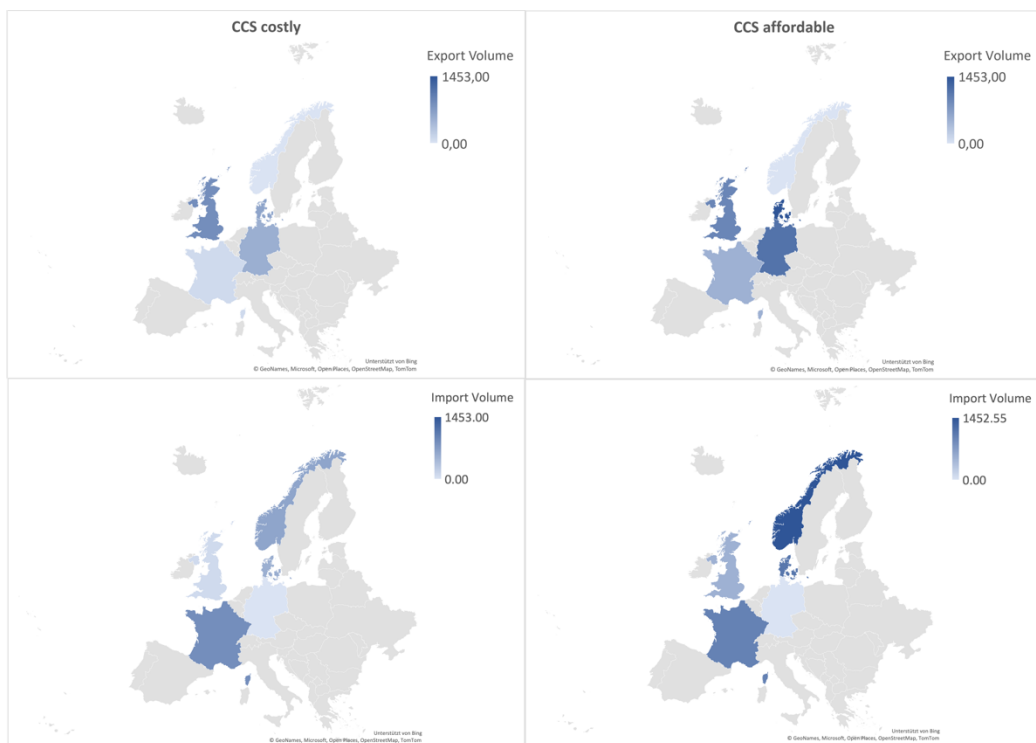 CCS costly
Export Volume
1453,00
0,00
Unterstützt von Bing
© GeoNames, Microsoft, OpenPlaces, OpenStreetMap, TomTom
CCS affordable
Export Volume
1453,00
0,00
Unterstützt von Bing
© GeoNames, Microsoft, OpenPlaces, OpenStreetMap, TomTom
Import Volume
1453.00
0.00
Unterstützt von Bing
© GeoNames, Microsoft, OpenPlaces, OpenStreetMap, TomTom
Import Volume
1452.55
0.00
Unterstützt von Bing
© GeoNames, Microsoft, OpenPlaces, OpenStreetMap, TomTom